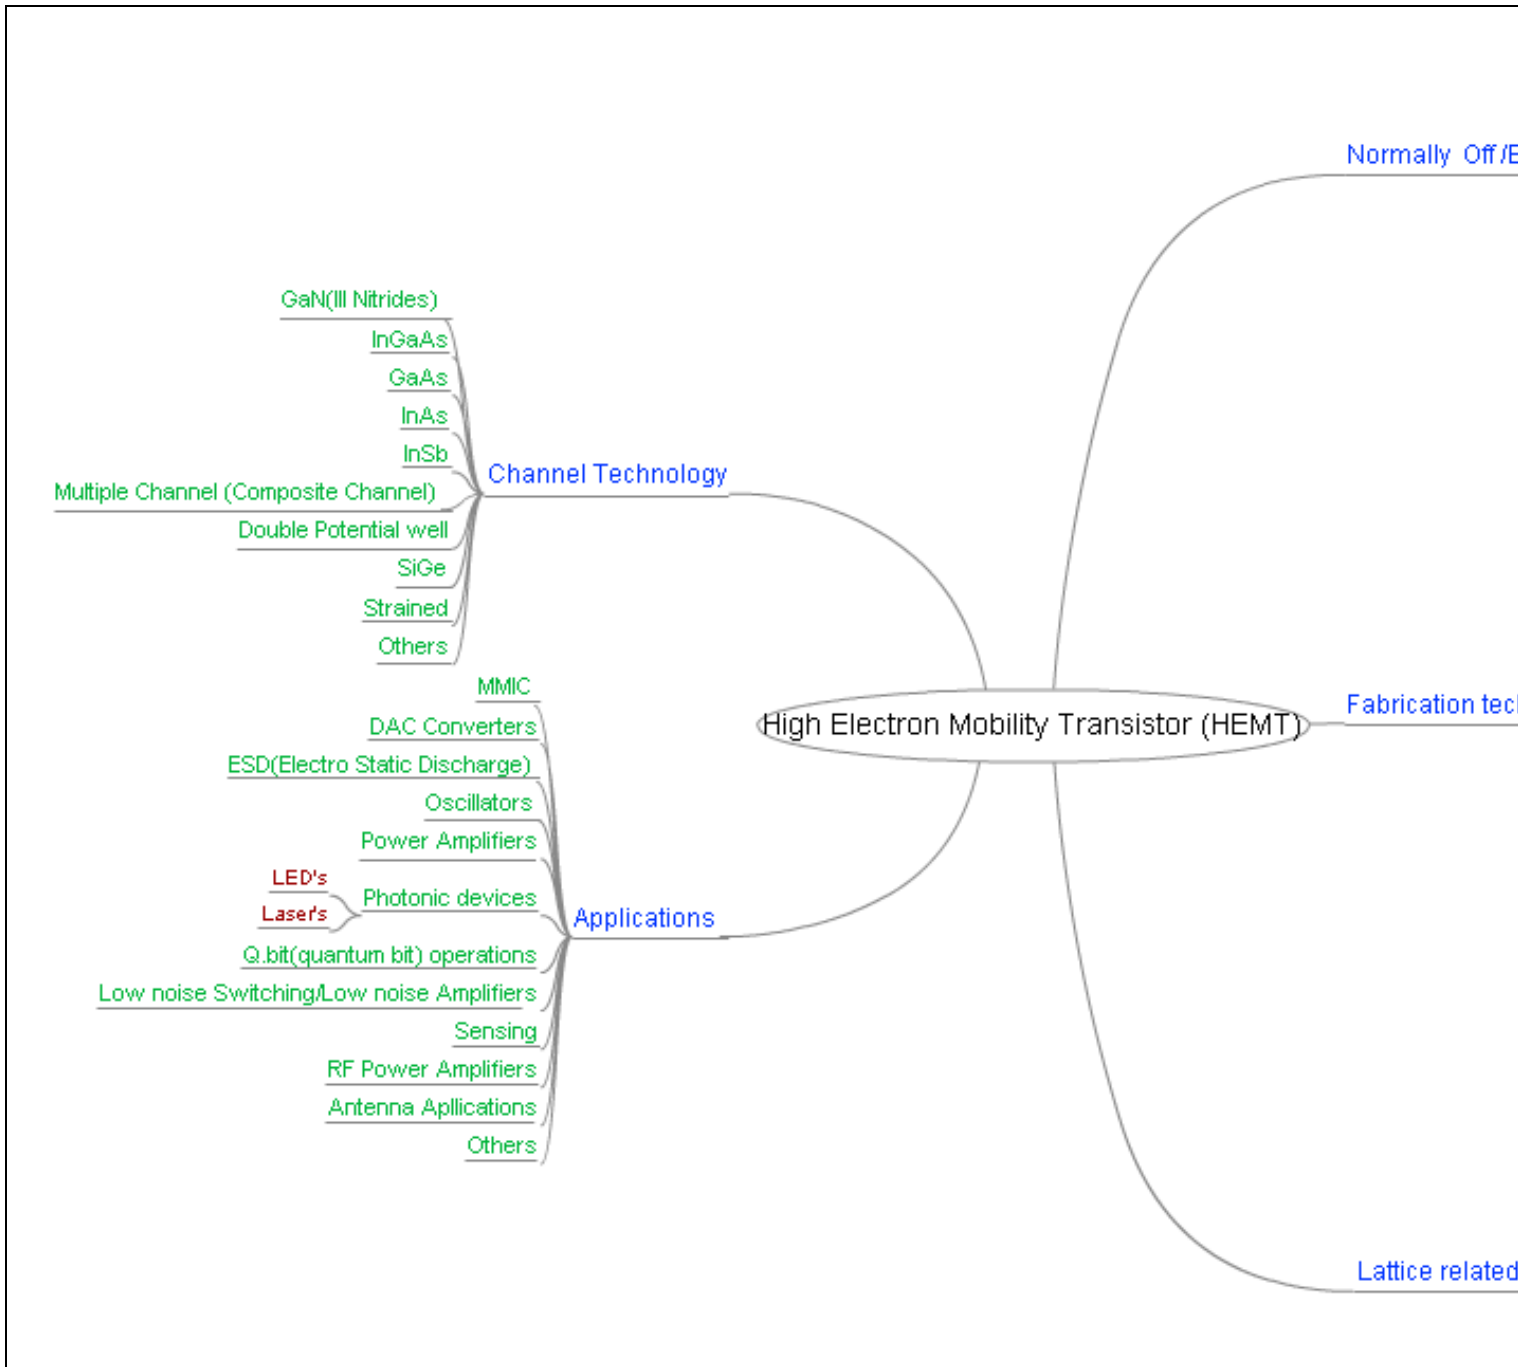 Normally Off /E
GaN(III Nitrides)
InGaAs
GaAs
InAs
InSb
Multiple Channel (Composite Channel)
Double Potential well
SiGe
Strained
Others
Channel Technology
MMIC
DAC Converters
ESD(Electro Static Discharge)
Oscillators
Power Amplifiers
LED's
Laser's
Photonic devices
Q.bit(quantum bit) operations
Low noise Switching/Low noise Amplifiers
Sensing
RF Power Amplifiers
Antenna Apllications
Others
Applications
High Electron Mobility Transistor (HEMT)
Fabrication tec
Lattice related